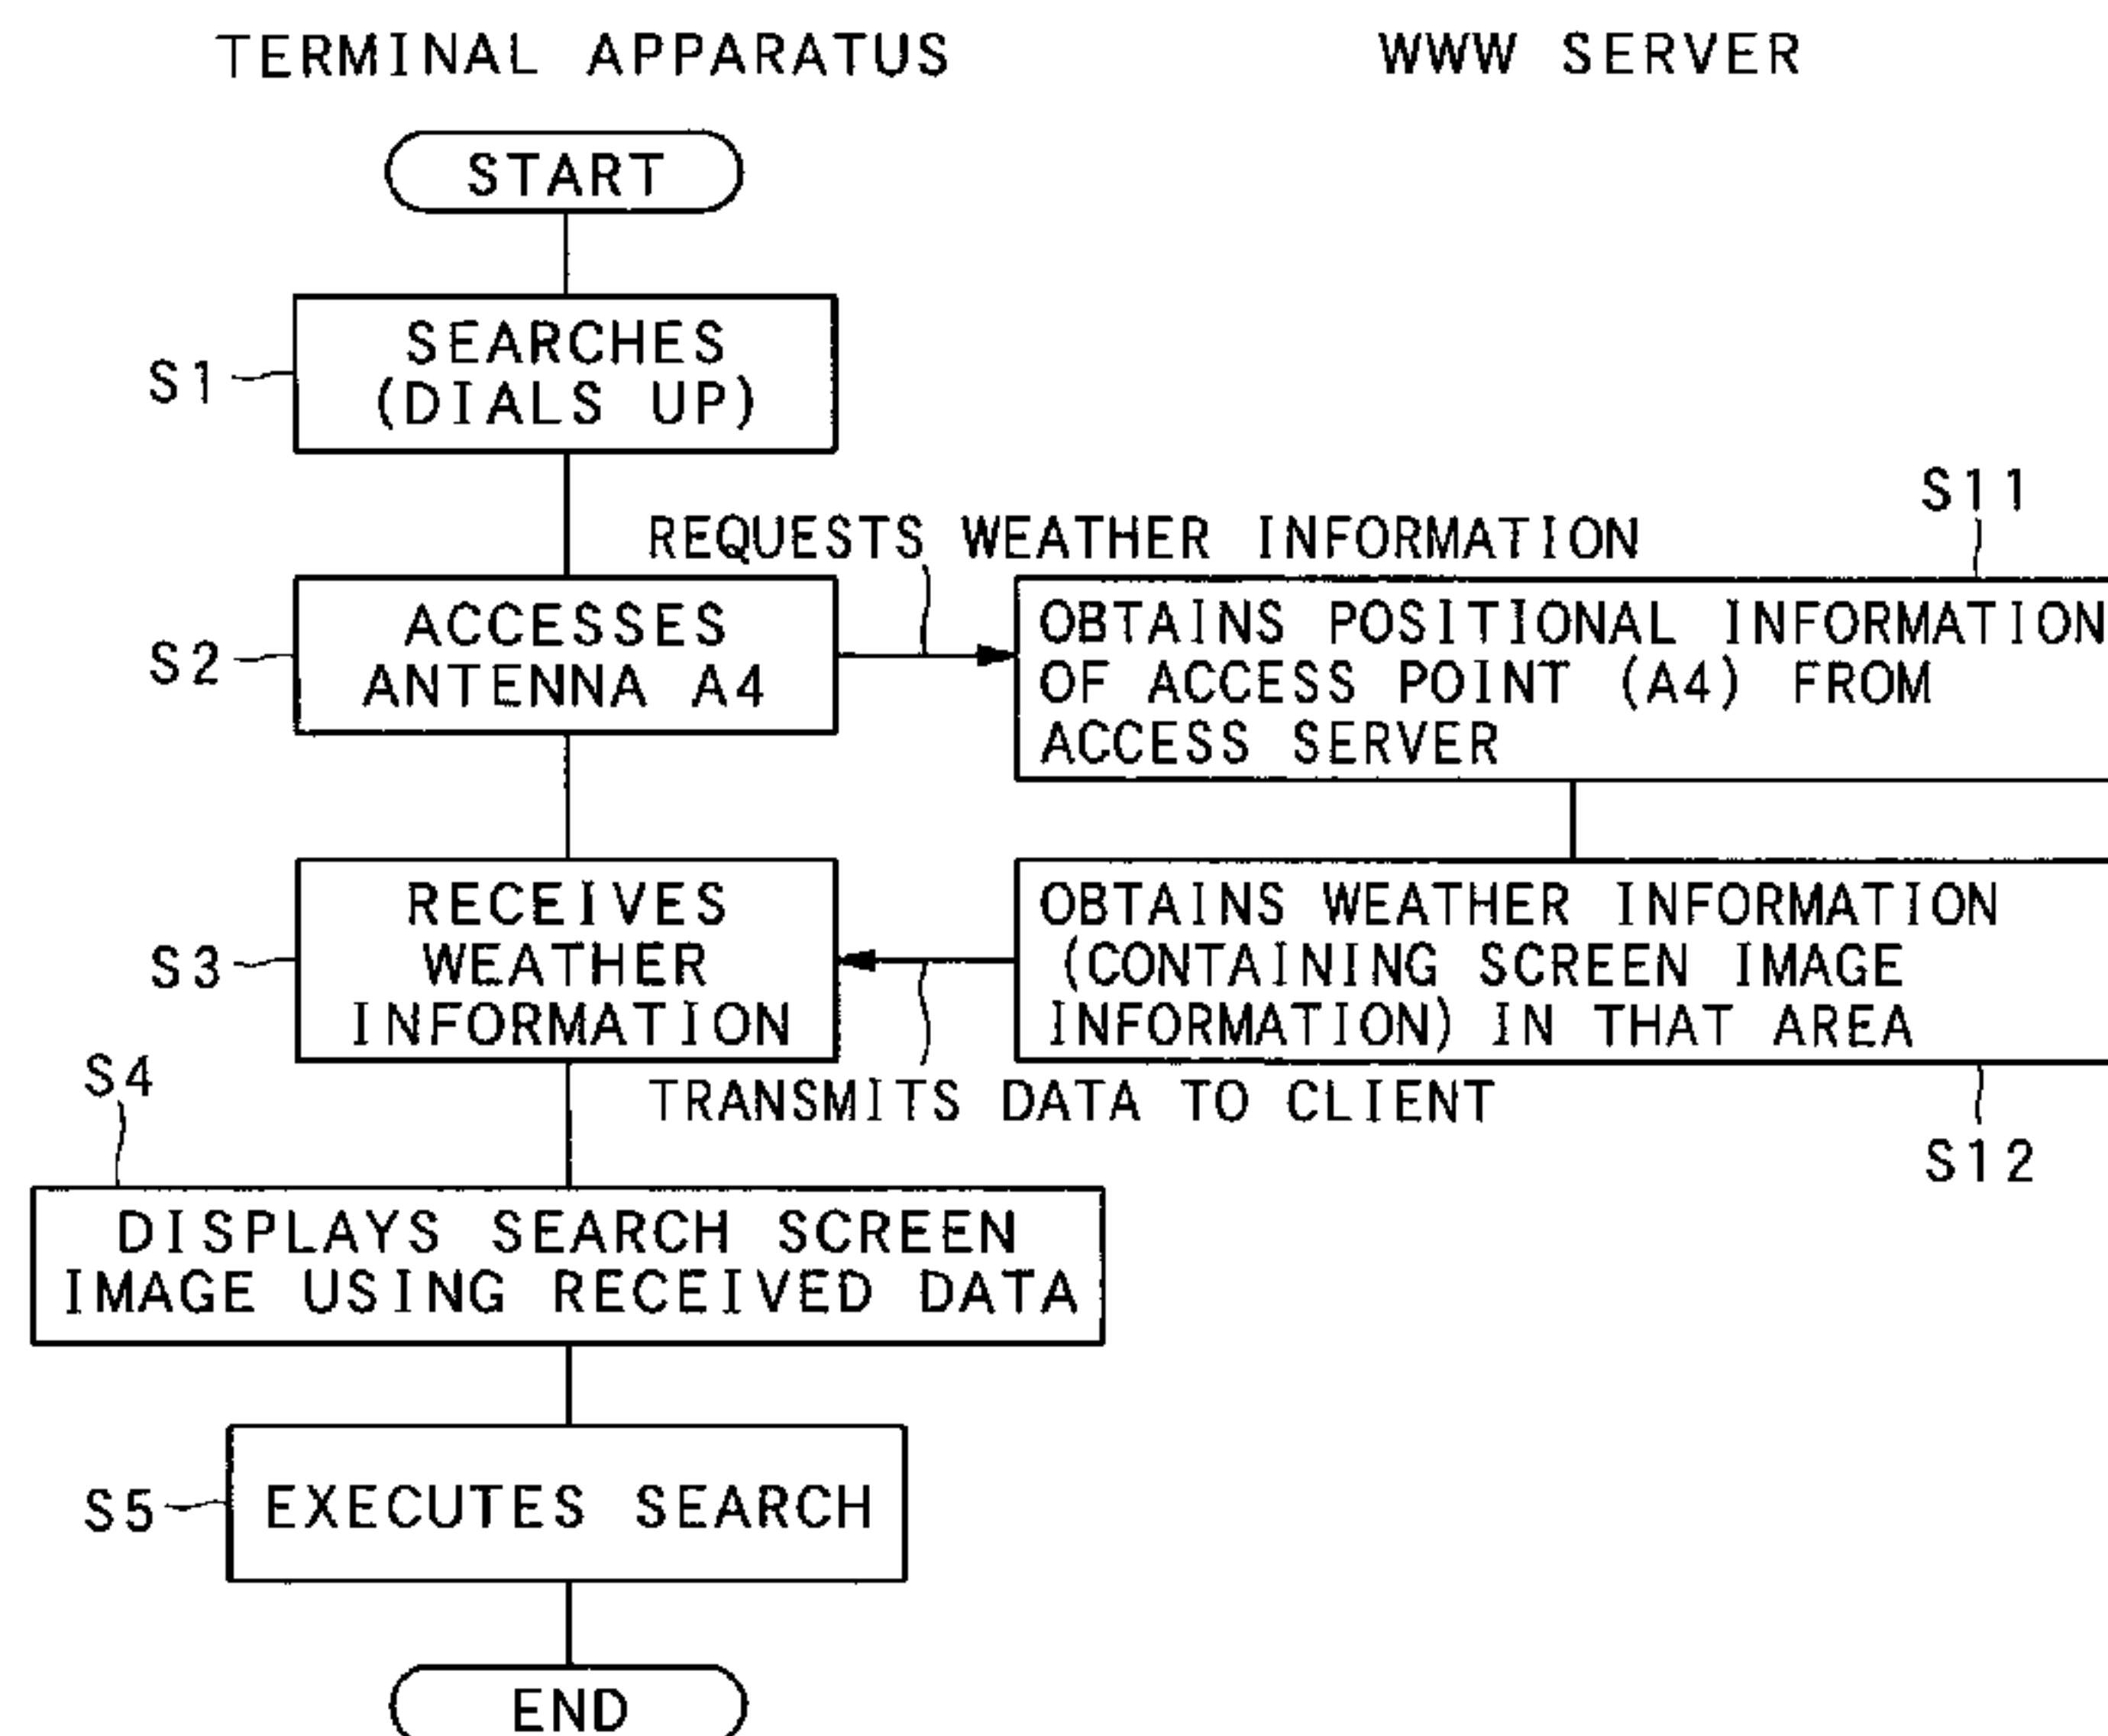 TERMINAL APPARATUS
WWW SERVER
START
S1
SEARCHES
(DIALS UP)
S11
REQUESTS WEATHER INFORMATION
S2
ACCESSES
ANTENNA A4
OBTAINS POSITIONAL INFORMATION
OF ACCESS POINT (A4) FROM
ACCESS SERVER
S3
RECEIVES
WEATHER
INFORMATION
OBTAINS WEATHER INFORMATION
(CONTAINING SCREEN IMAGE
INFORMATION) IN THAT AREA
S4
TRANSMITS DATA TO CLIENT
S12
DISPLAYS SEARCH SCREEN
IMAGE USING RECEIVED DATA
S5
EXECUTES SEARCH
END